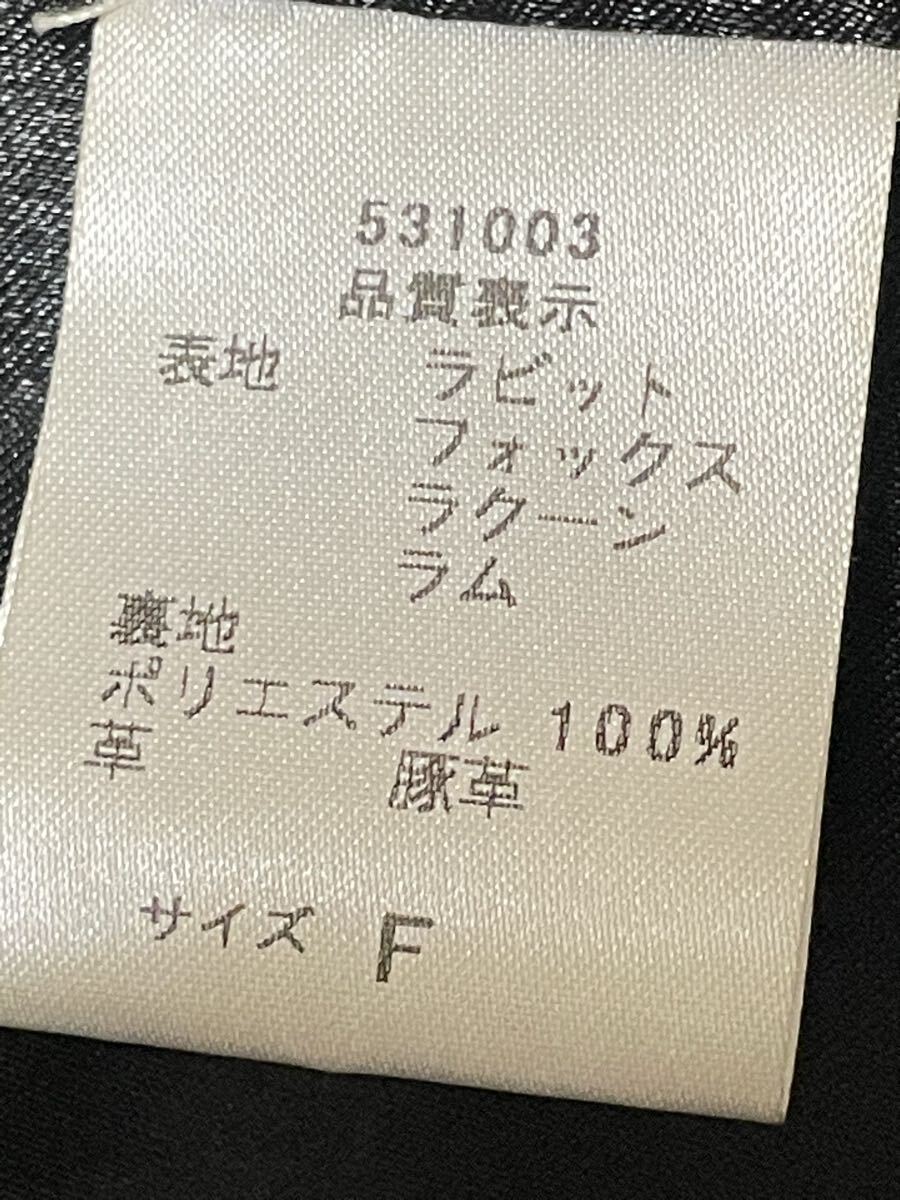 531003
品質表示
表地 ラビット
フォックス
ラクーン
ラム
裏地
ポリエステル 100%
革 豚革
サイズ F